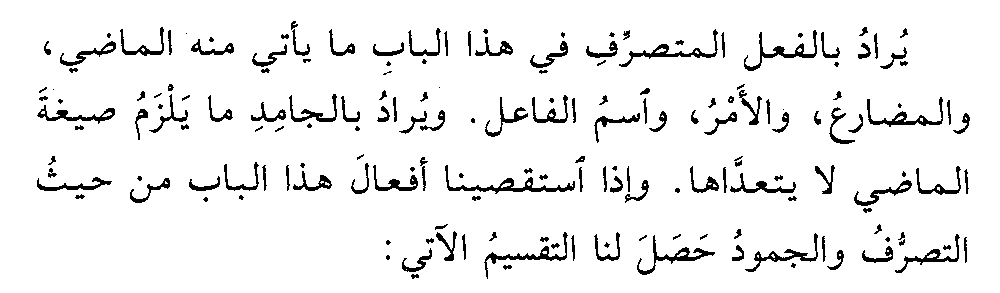 يُرادُ بالفعل المتصرِّفِ في هذا البابِ ما يأتي منه الماضي،
والمضارعُ، والأَمْرُ، وٱسمُ الفاعل. ويُرادُ بالجامِدِ ما يَلْزَمُ صيغةَ
الماضي لا يتعدَّاها. وإذا ٱستقصينا أفعالَ هذا الباب من حيثُ
التصرُّفُ والجمودُ حَصَلَ لنا التقسيمُ الآتي: